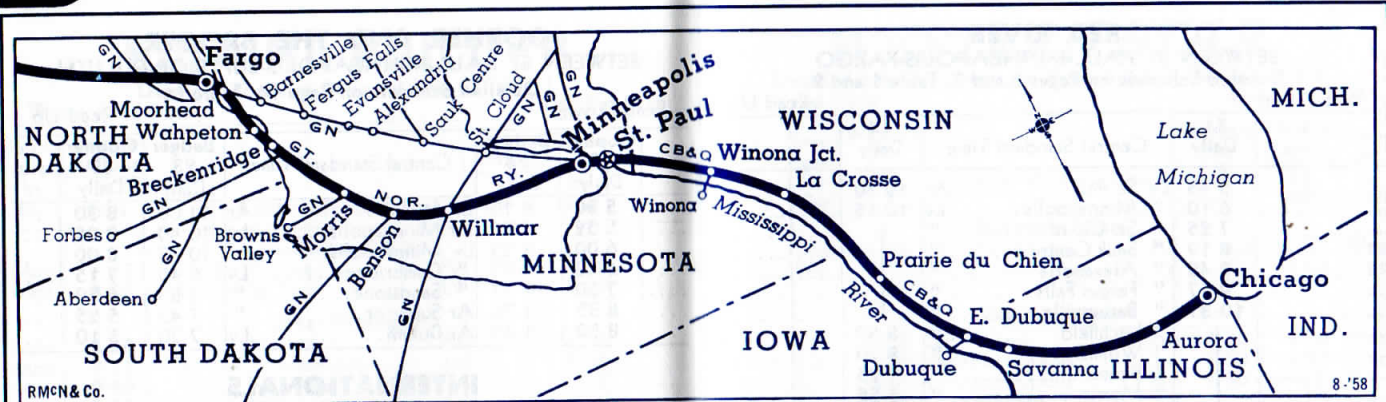 GN
Fargo
Barnesville
Fergus Falls
Evansville
Alexandria
Sauk Centre
St. Cloud
GN
GN
GN
Minneapolis
St. Paul
Moorhead
NORTH
DAKOTA
Wahpeton
Breckenridge
GN
GT. NOR. RY.
CB&Q
WISCONSIN
Winona Jct.
La Crosse
Winona
Mississippi
River
Lake
Michigan
MICH.
GN
GN
Forbes
GN
Browns
Valley
Morris
Benson
Willmar
MINNESOTA
Prairie du Chien
Aberdeen
GN
GN
CB&Q
E. Dubuque
Chicago
SOUTH DAKOTA
IOWA
Dubuque
Savanna
Aurora
ILLINOIS
IND.
RMCN&Co.
8-'58